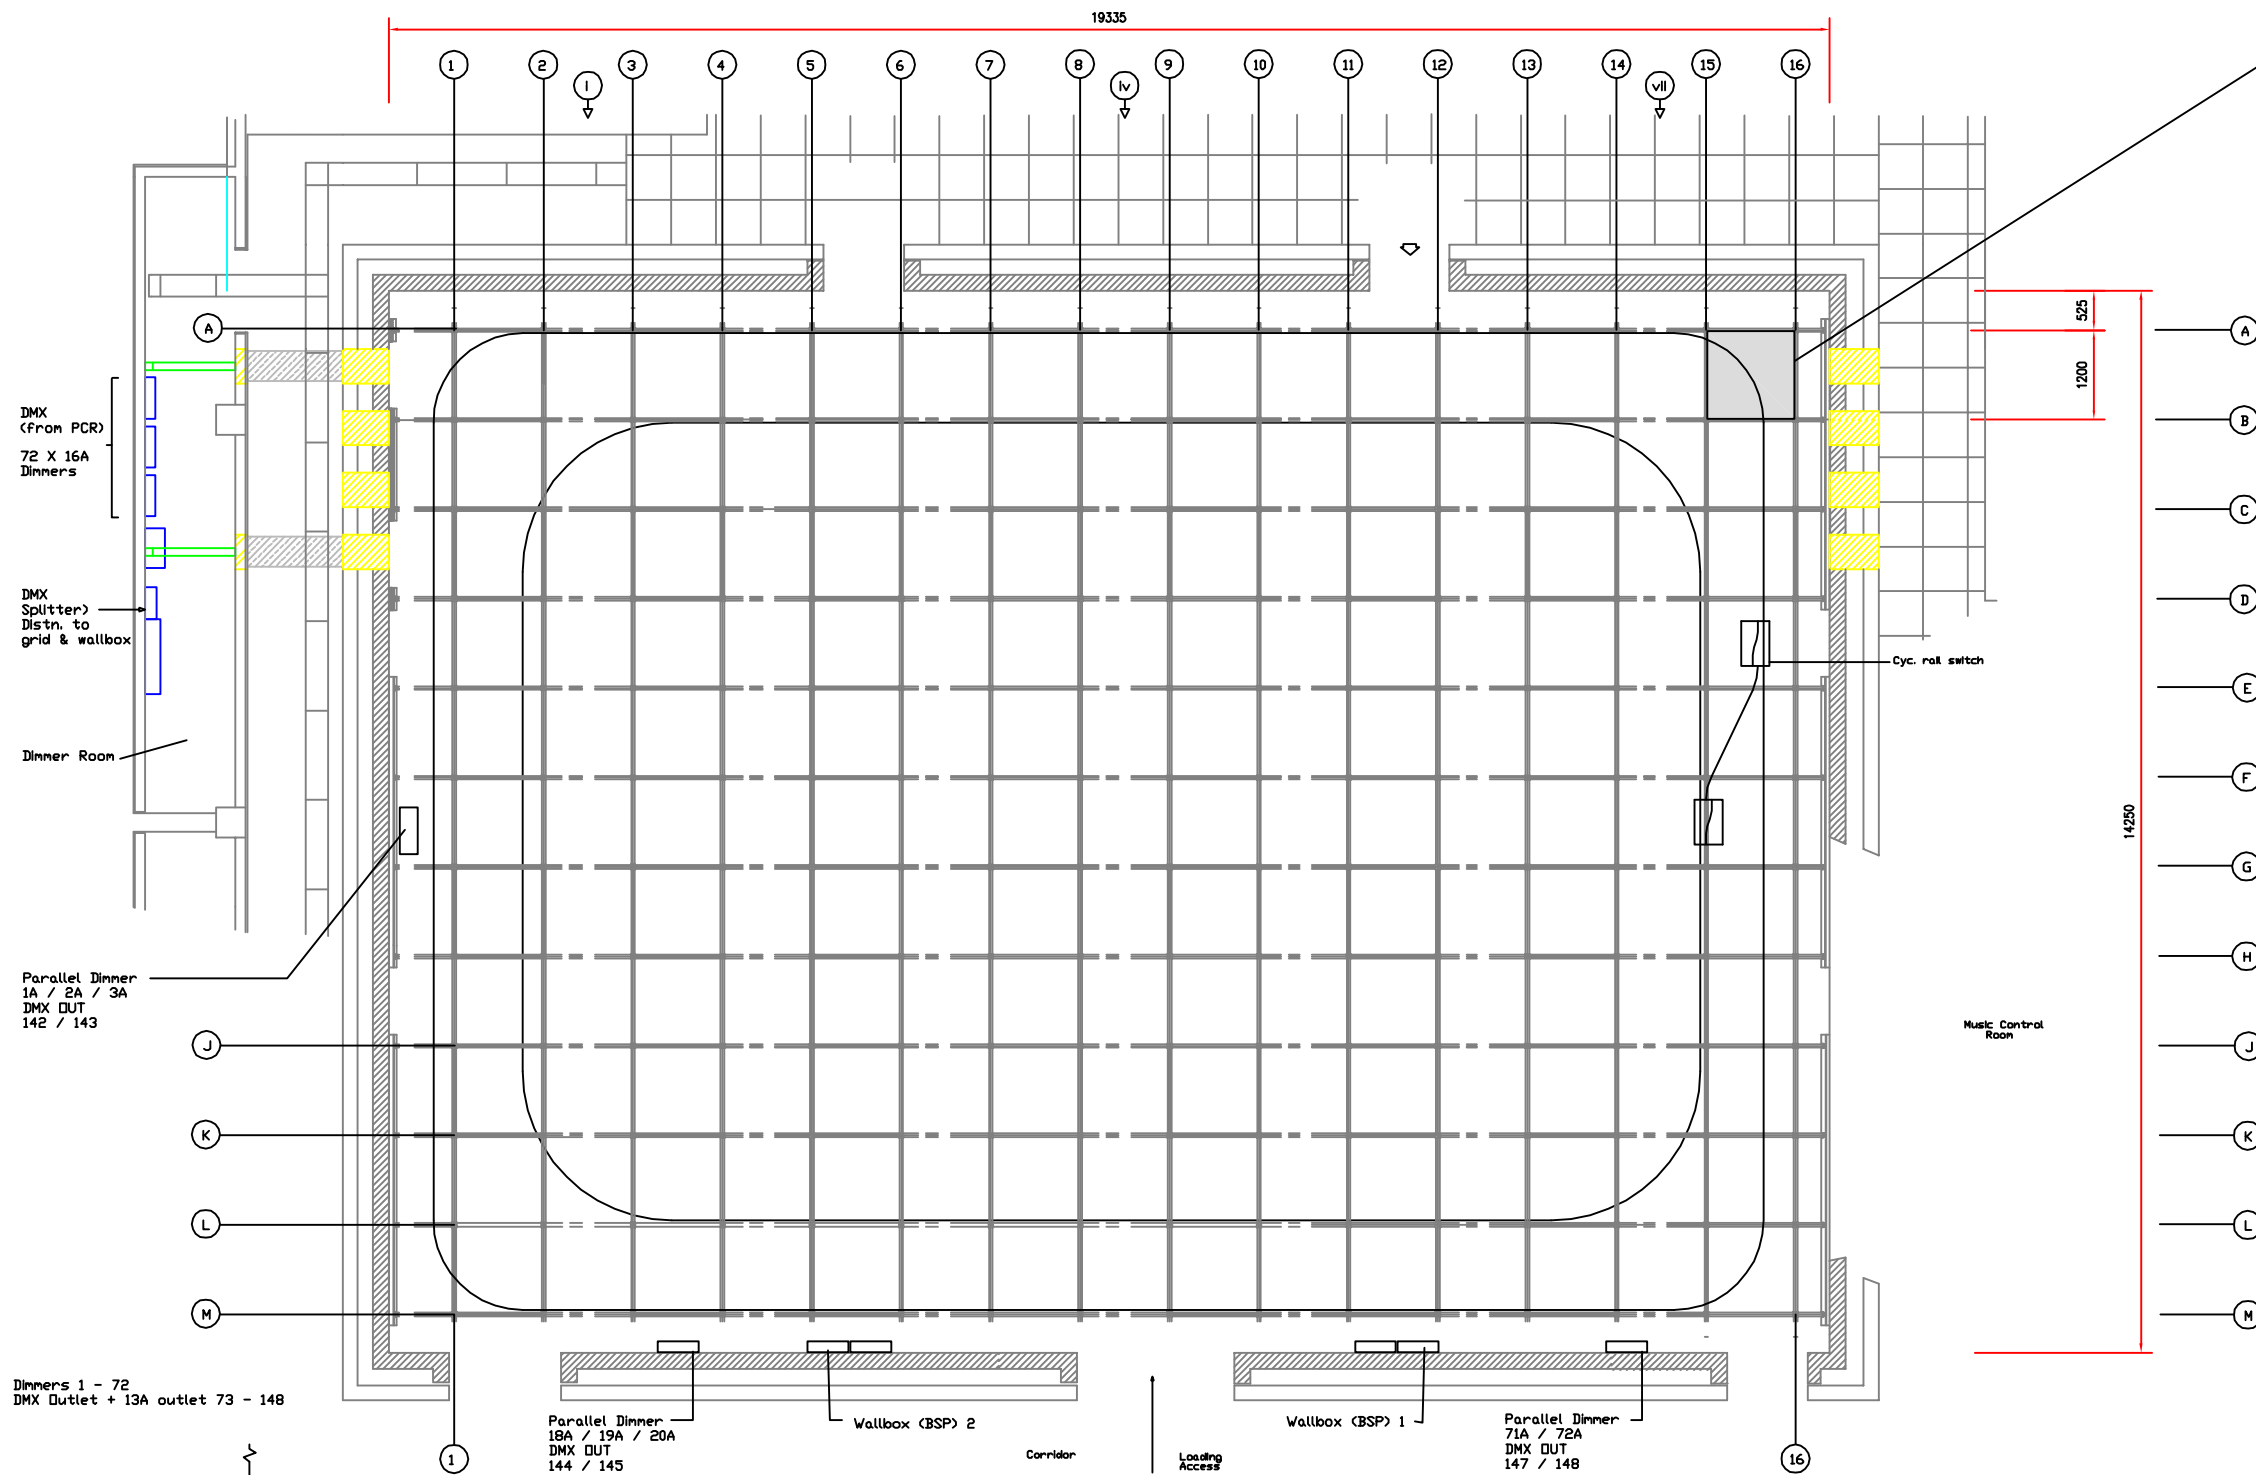 19335
1 2 3 4 5 6 7 8 9 10 11 12 13 14 15 16
i iv vii
A
525
A
1200
DMX
(from PCR)
72 X 16A
Dimmers
B
C
DMX
Splitter)
Distn. to
grid & wallbox
D
Cyc. rail switch
E
Dimmer Room
F
14250
G
H
Parallel Dimmer
1A / 2A / 3A
DMX OUT
142 / 143
Music Control
Room
J
J
K
K
L
L
M
M
Dimmers 1 - 72
DMX Outlet + 13A outlet 73 - 148
1
Parallel Dimmer
18A / 19A / 20A
DMX OUT
144 / 145
Wallbox (BSP) 2
Corridor
Loading
Access
Wallbox (BSP) 1
Parallel Dimmer
71A / 72A
DMX OUT
147 / 148
16